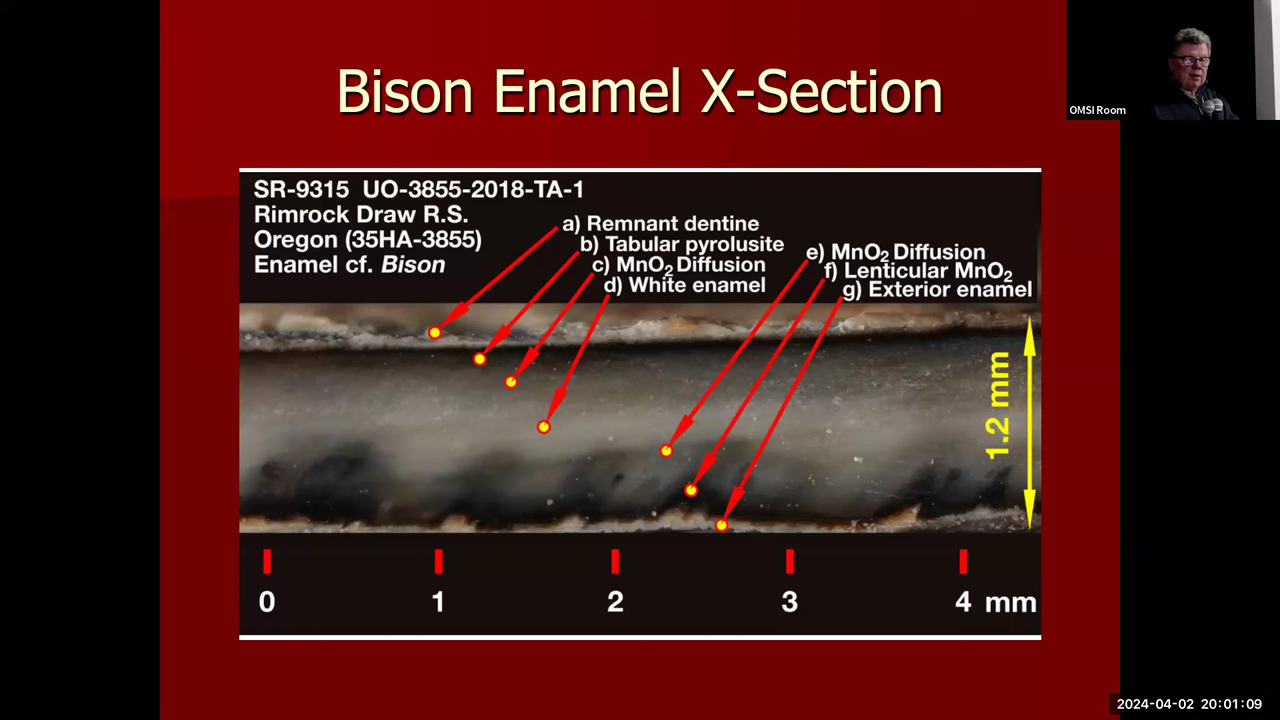 Bison Enamel X-Section
OMSI Room
SR-9315 UO-3855-2018-TA-1
Rimrock Draw R.S.
Oregon (35HA-3855)
Enamel cf. Bison
a) Remnant dentine
b) Tabular pyrolusite
c) MnO2 Diffusion
d) White enamel
e) MnO2 Diffusion
f) Lenticular MnO2
g) Exterior enamel
1.2 mm
0 1 2 3 4 mm
2024-04-02 20:01:09